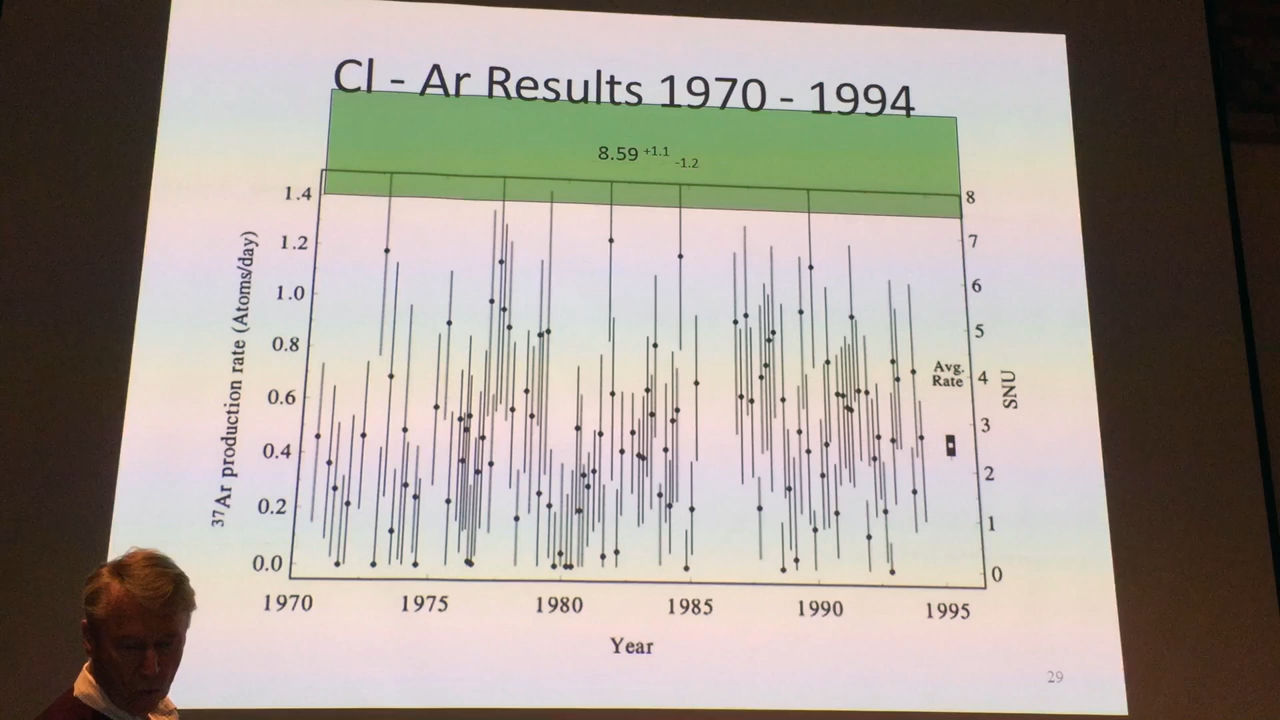 Cl - Ar Results 1970 - 1994
8.59 +1.1 -1.2
1.4
1.2
1.0
0.8
0.6
0.4
0.2
0.0
³⁷Ar production rate (Atoms/day)
8
7
6
5
4
3
2
1
0
SNU
Avg.
Rate
1970 1975 1980 1985 1990 1995
Year
29